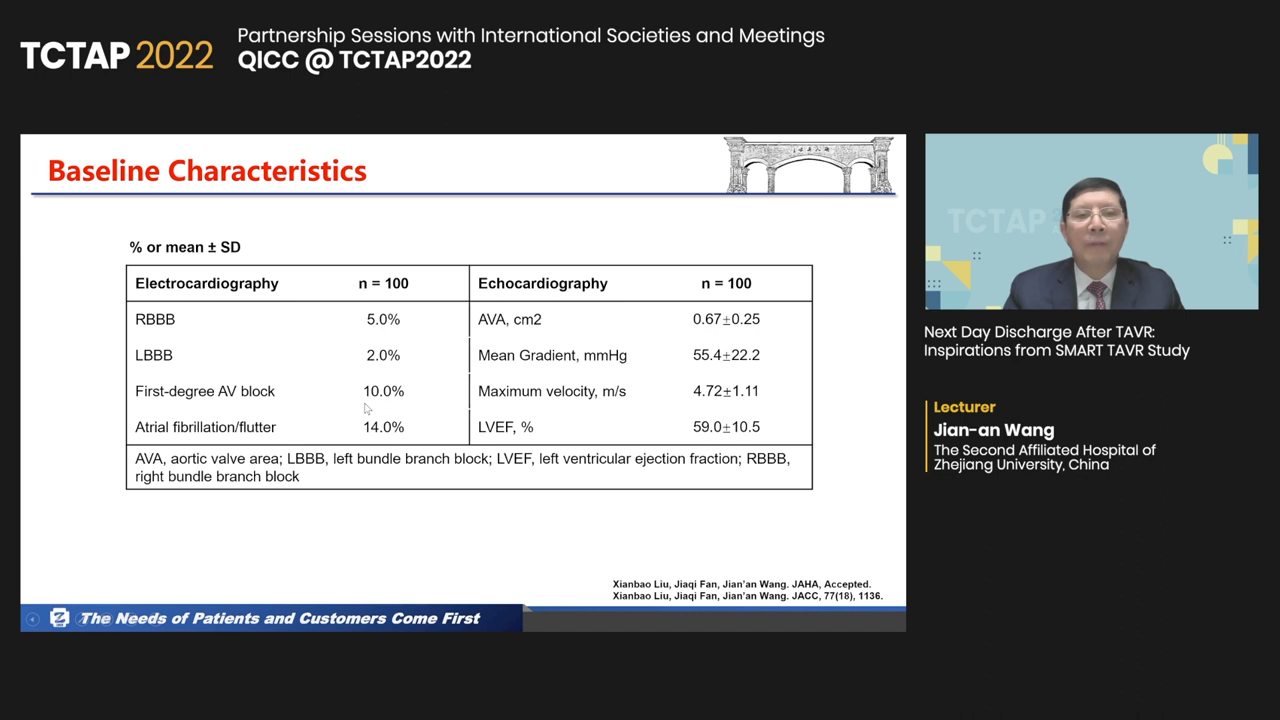 TCTAP 2022
Partnership Sessions with International Societies and Meetings
QICC @ TCTAP2022
Baseline Characteristics
% or mean ± SD
Electrocardiography n = 100 Echocardiography n = 100
RBBB 5.0% AVA, cm2 0.67±0.25
LBBB 2.0% Mean Gradient, mmHg 55.4±22.2
First-degree AV block 10.0% Maximum velocity, m/s 4.72±1.11
Atrial fibrillation/flutter 14.0% LVEF, % 59.0±10.5
AVA, aortic valve area; LBBB, left bundle branch block; LVEF, left ventricular ejection fraction; RBBB,
right bundle branch block
Xianbao Liu, Jiaqi Fan, Jian'an Wang. JAHA, Accepted.
Xianbao Liu, Jiaqi Fan, Jian'an Wang. JACC, 77(18), 1136.
The Needs of Patients and Customers Come First
TCTAP
Next Day Discharge After TAVR:
Inspirations from SMART TAVR Study
Lecturer
Jian-an Wang
The Second Affiliated Hospital of
Zhejiang University, China